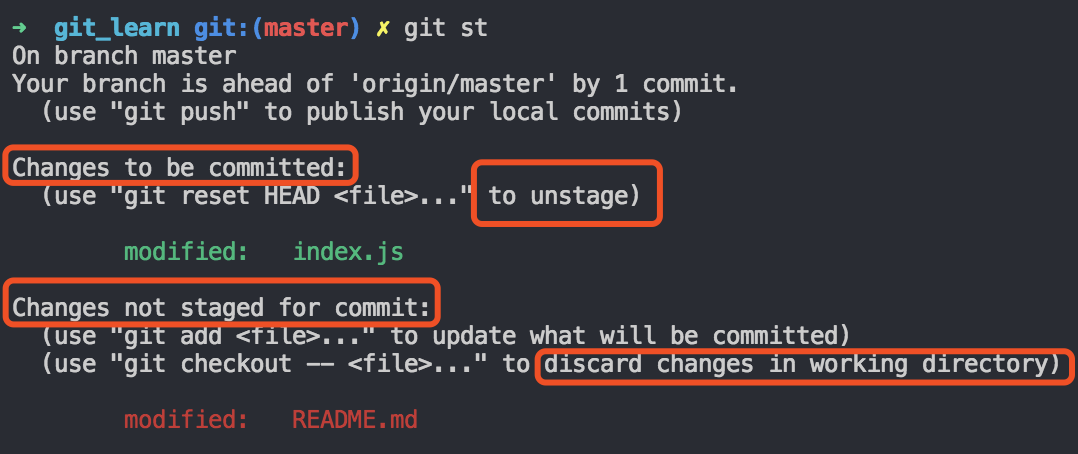 ➜  git_learn git:(master) ✗ git st
On branch master
Your branch is ahead of 'origin/master' by 1 commit.
  (use "git push" to publish your local commits)
Changes to be committed:
  (use "git reset HEAD <file>..." to unstage)
        modified:   index.js
Changes not staged for commit:
  (use "git add <file>..." to update what will be committed)
  (use "git checkout -- <file>..." to discard changes in working directory)
        modified:   README.md